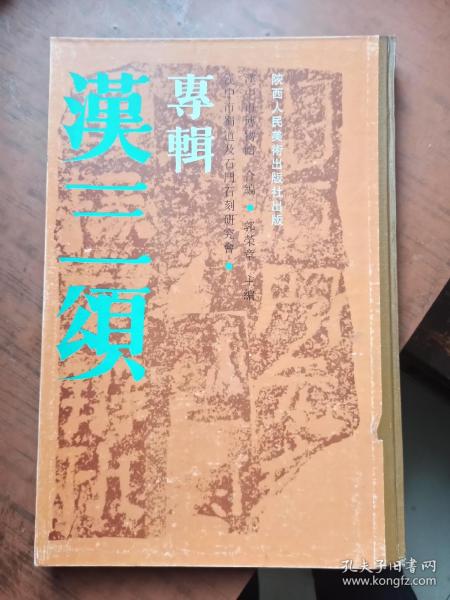 陝西人民美術出版社出版
漢中市博物館 合編●郭榮章 主編
漢中市蜀道及石門石刻研究會●
專輯
漢三頌
孔夫子旧书网
www.kongfz.com